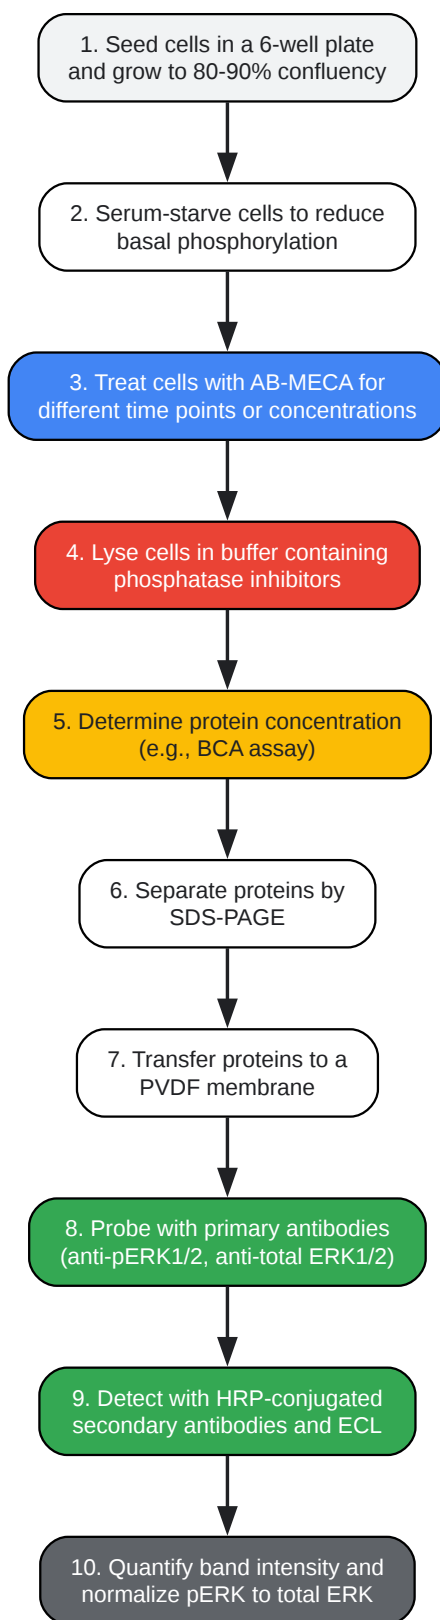 1. Seed cells in a 6-well plate
and grow to 80-90% confluency
2. Serum-starve cells to reduce
basal phosphorylation
3. Treat cells with AB-MECA for
different time points or concentrations
4. Lyse cells in buffer containing
phosphatase inhibitors
5. Determine protein concentration
(e.g., BCA assay)
6. Separate proteins by
SDS-PAGE
7. Transfer proteins to a
PVDF membrane
8. Probe with primary antibodies
(anti-pERK1/2, anti-total ERK1/2)
9. Detect with HRP-conjugated
secondary antibodies and ECL
10. Quantify band intensity and
normalize pERK to total ERK